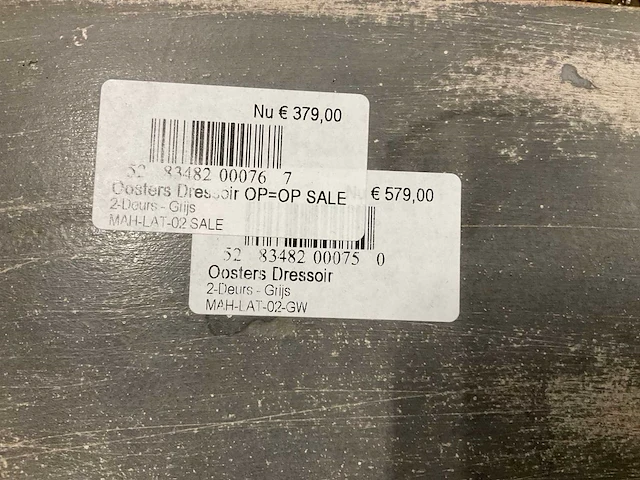 Nu € 379,00
52 83482 00076 7
Oosters Dressoir OP=OP SALE
2-Deurs - Grijs
MAH-LAT-02 SALE
Nu € 579,00
52 83482 00075 0
Oosters Dressoir
2-Deurs - Grijs
MAH-LAT-02-GW